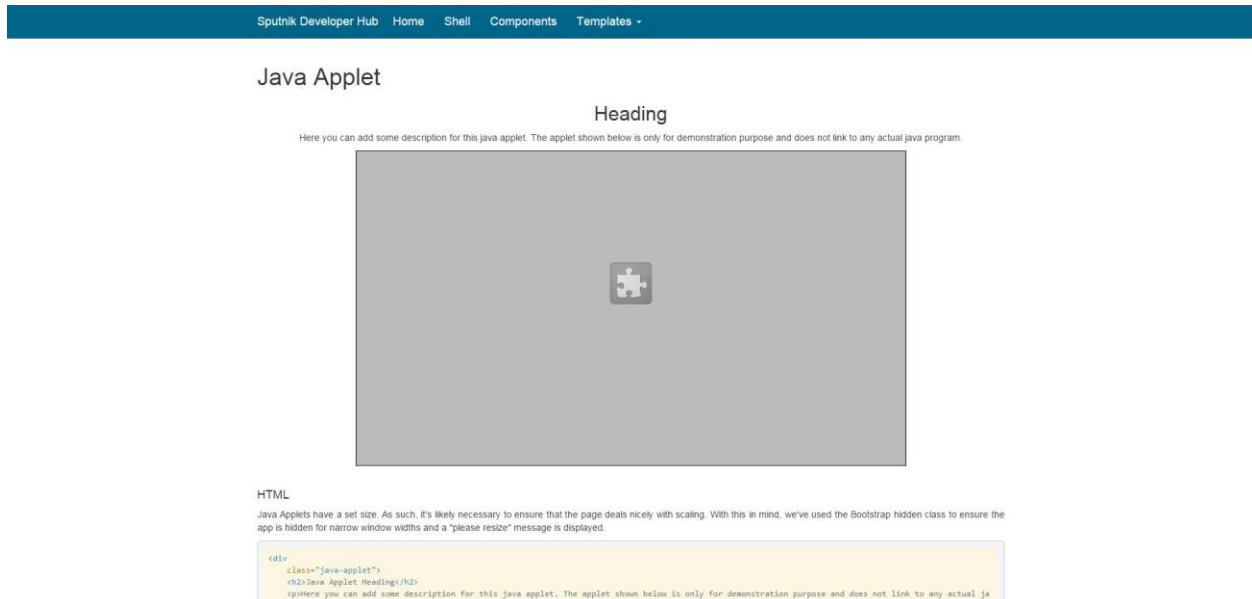 Sputnik Developer Hub Home Shell Components Templates
Java Applet
Heading
Here you can add some description for this java applet. The applet shown below is only for demonstration purpose and does not link to any actual java program.
HTML
Java Applets have a set size. As such, it's likely necessary to ensure that the page deals nicely with scaling. With this in mind, we've used the Bootstrap hidden class to ensure the
app is hidden for narrow window widths and a "please resize" message is displayed.
<div
class="java-applet">
<h2>Java Applet Heading</h2>
<p>Here you can add some description for this java applet. The applet shown below is only for demonstration purpose and does not link to any actual ja